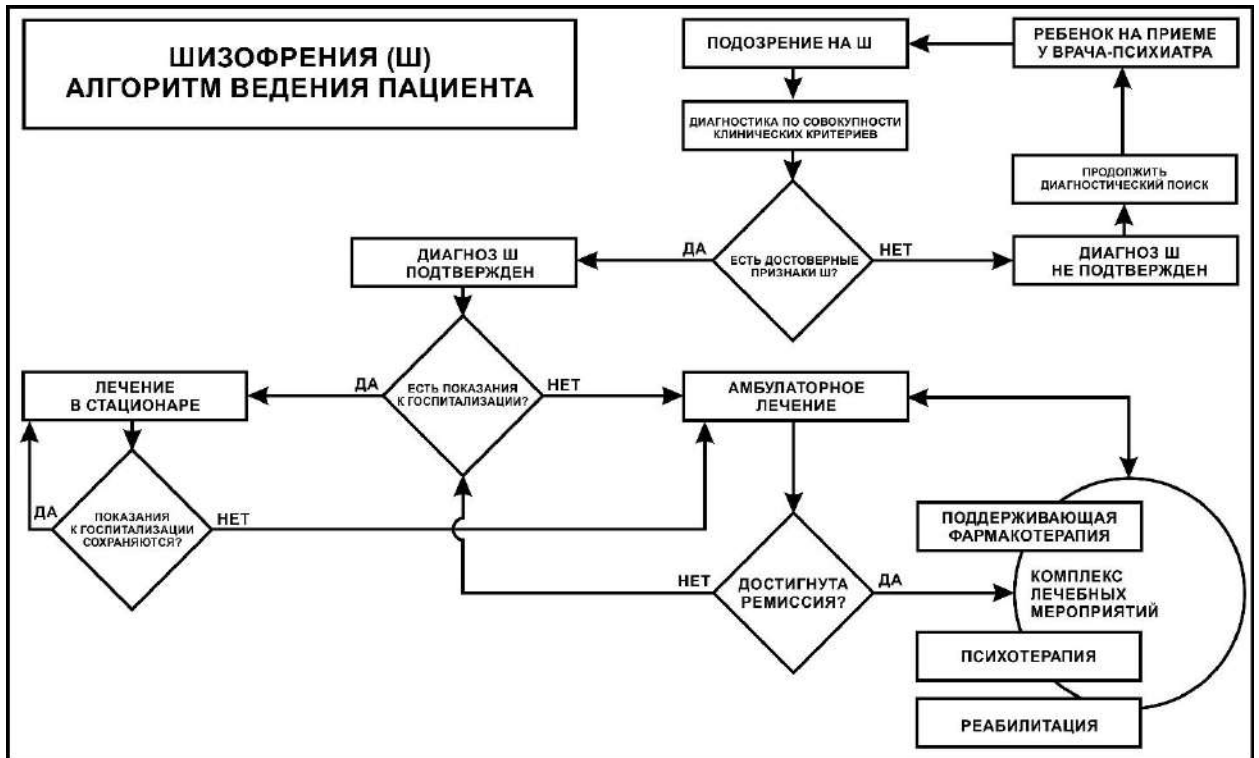 ШИЗОФРЕНИЯ (Ш)
АЛГОРИТМ ВЕДЕНИЯ ПАЦИЕНТА
ПОДОЗРЕНИЕ НА Ш
РЕБЕНОК НА ПРИЕМЕ
У ВРАЧА-ПСИХИАТРА
ДИАГНОСТИКА ПО СОВОКУПНОСТИ
КЛИНИЧЕСКИХ КРИТЕРИЕВ
ПРОДОЛЖИТЬ
ДИАГНОСТИЧЕСКИЙ ПОИСК
ДА
ЕСТЬ ДОСТОВЕРНЫЕ
ПРИЗНАКИ Ш?
НЕТ
ДИАГНОЗ Ш
ПОДТВЕРЖДЕН
ДИАГНОЗ Ш
НЕ ПОДТВЕРЖДЕН
ЛЕЧЕНИЕ
В СТАЦИОНАРЕ
ДА
ЕСТЬ ПОКАЗАНИЯ
К ГОСПИТАЛИЗАЦИИ?
НЕТ
АМБУЛАТОРНОЕ
ЛЕЧЕНИЕ
ДА
ПОКАЗАНИЯ
К ГОСПИТАЛИЗАЦИИ
СОХРАНЯЮТСЯ?
НЕТ
НЕТ
ДОСТИГНУТА
РЕМИССИЯ?
ДА
ПОДДЕРЖИВАЮЩАЯ
ФАРМАКОТЕРАПИЯ
КОМПЛЕКС
ЛЕЧЕБНЫХ
МЕРОПРИЯТИЙ
ПСИХОТЕРАПИЯ
РЕАБИЛИТАЦИЯ